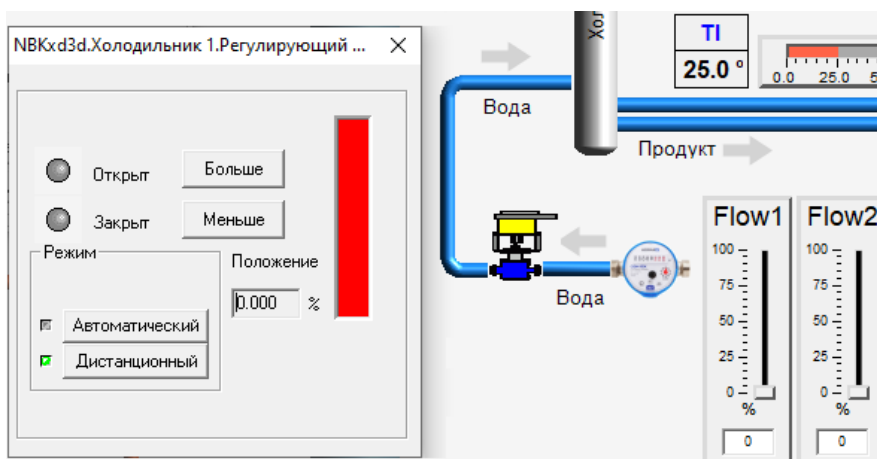 NBKxd3d.Холодильник 1.Регулирующий ...
Открыт
Больше
Закрыт
Меньше
Режим
Положение
0.000 %
Автоматический
Дистанционный
Хол
TI
25.0 °
0.0 25.0 5
Вода
Продукт
Вода
Flow1
100
75
50
25
0
%
0
Flow2
100
75
50
25
0
%
0